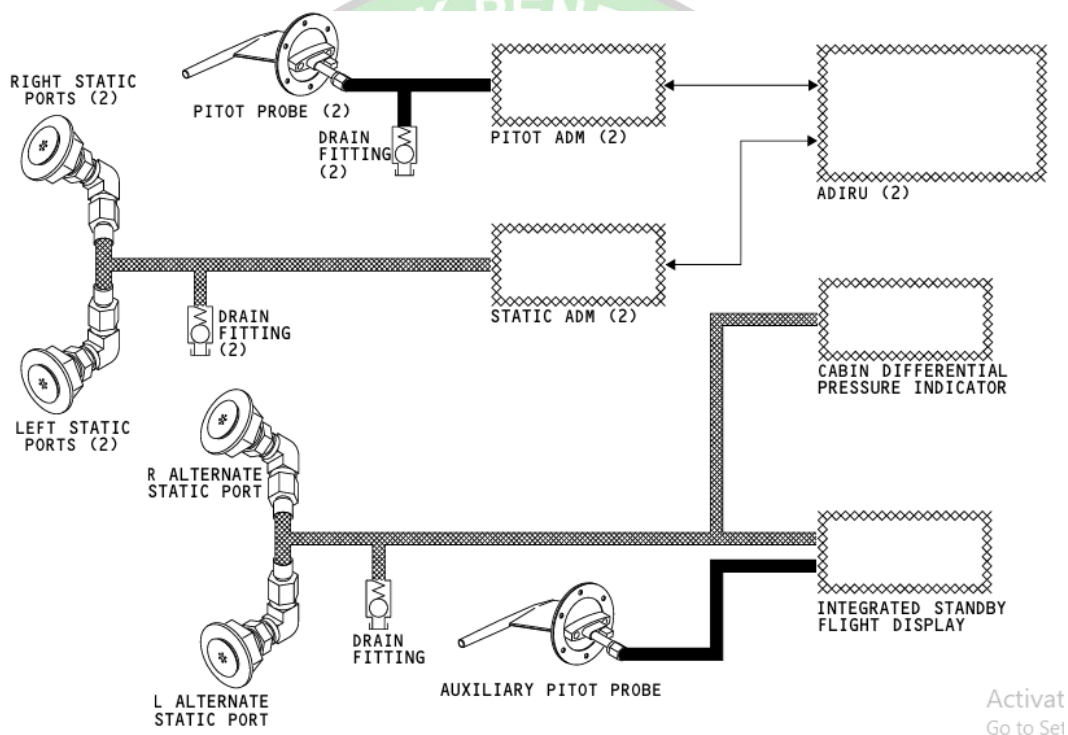 RIGHT STATIC
PORTS (2)
PITOT PROBE (2)
DRAIN
FITTING
(2)
PITOT ADM (2)
ADIRU (2)
DRAIN
FITTING
(2)
STATIC ADM (2)
CABIN DIFFERENTIAL
PRESSURE INDICATOR
LEFT STATIC
PORTS (2)
R ALTERNATE
STATIC PORT
DRAIN
FITTING
INTEGRATED STANDBY
FLIGHT DISPLAY
AUXILIARY PITOT PROBE
L ALTERNATE
STATIC PORT
Activat
Go to Set